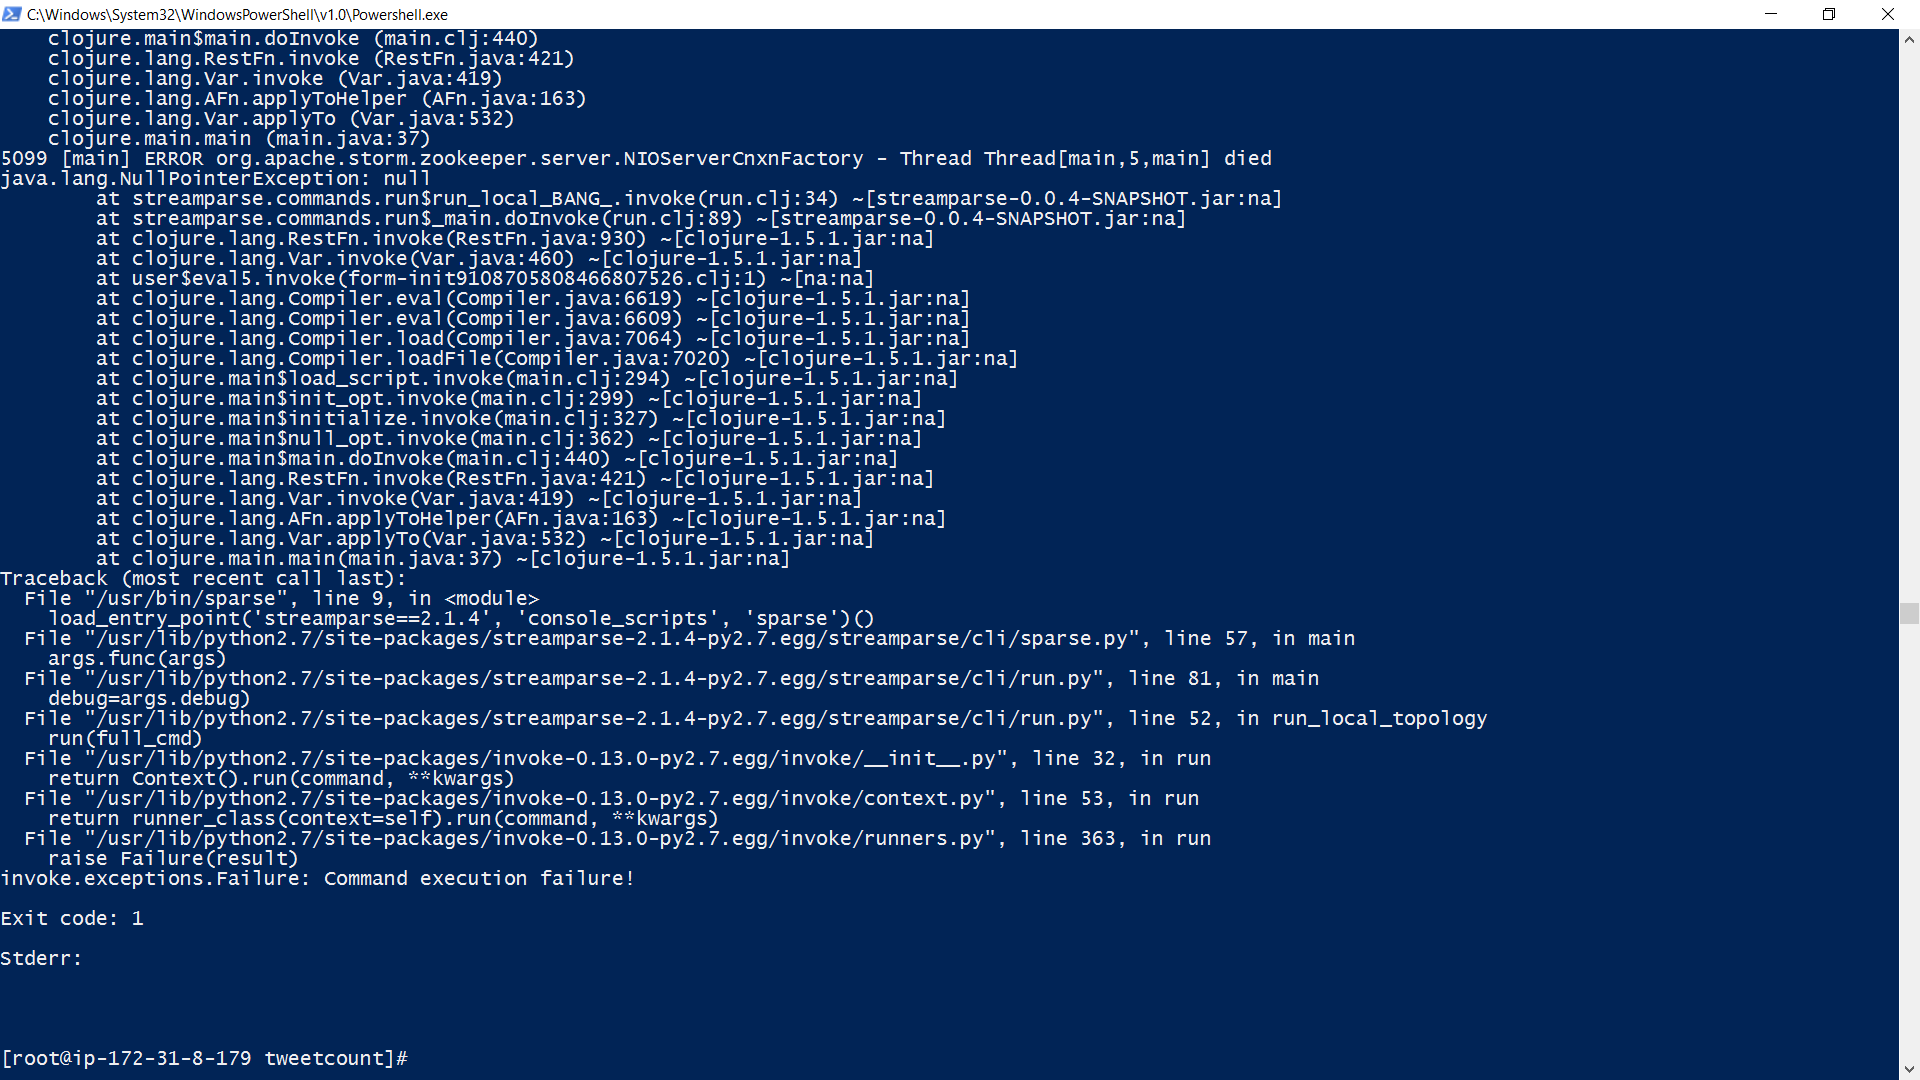 C:\Windows\System32\WindowsPowerShell\v1.0\Powershell.exe
clojure.main$main.doInvoke (main.clj:440)
clojure.lang.RestFn.invoke (RestFn.java:421)
clojure.lang.Var.invoke (Var.java:419)
clojure.lang.AFn.applyToHelper (AFn.java:163)
clojure.lang.Var.applyTo (Var.java:532)
clojure.main.main (main.java:37)
5099 [main] ERROR org.apache.storm.zookeeper.server.NIOServerCnxnFactory - Thread Thread[main,5,main] died
java.lang.NullPointerException: null
at streamparse.commands.run$run_local_BANG_.invoke(run.clj:34) ~[streamparse-0.0.4-SNAPSHOT.jar:na]
at streamparse.commands.run$_main.doInvoke(run.clj:89) ~[streamparse-0.0.4-SNAPSHOT.jar:na]
at clojure.lang.RestFn.invoke(RestFn.java:930) ~[clojure-1.5.1.jar:na]
at clojure.lang.Var.invoke(Var.java:460) ~[clojure-1.5.1.jar:na]
at user$eval5.invoke(form-init9108705808466807526.clj:1) ~[na:na]
at clojure.lang.Compiler.eval(Compiler.java:6619) ~[clojure-1.5.1.jar:na]
at clojure.lang.Compiler.eval(Compiler.java:6609) ~[clojure-1.5.1.jar:na]
at clojure.lang.Compiler.load(Compiler.java:7064) ~[clojure-1.5.1.jar:na]
at clojure.lang.Compiler.loadFile(Compiler.java:7020) ~[clojure-1.5.1.jar:na]
at clojure.main$load_script.invoke(main.clj:294) ~[clojure-1.5.1.jar:na]
at clojure.main$init_opt.invoke(main.clj:299) ~[clojure-1.5.1.jar:na]
at clojure.main$initialize.invoke(main.clj:327) ~[clojure-1.5.1.jar:na]
at clojure.main$null_opt.invoke(main.clj:362) ~[clojure-1.5.1.jar:na]
at clojure.main$main.doInvoke(main.clj:440) ~[clojure-1.5.1.jar:na]
at clojure.lang.RestFn.invoke(RestFn.java:421) ~[clojure-1.5.1.jar:na]
at clojure.lang.Var.invoke(Var.java:419) ~[clojure-1.5.1.jar:na]
at clojure.lang.AFn.applyToHelper(AFn.java:163) ~[clojure-1.5.1.jar:na]
at clojure.lang.Var.applyTo(Var.java:532) ~[clojure-1.5.1.jar:na]
at clojure.main.main(main.java:37) ~[clojure-1.5.1.jar:na]
Traceback (most recent call last):
File "/usr/bin/sparse", line 9, in <module>
load_entry_point('streamparse==2.1.4', 'console_scripts', 'sparse')()
File "/usr/lib/python2.7/site-packages/streamparse-2.1.4-py2.7.egg/streamparse/cli/sparse.py", line 57, in main
args.func(args)
File "/usr/lib/python2.7/site-packages/streamparse-2.1.4-py2.7.egg/streamparse/cli/run.py", line 81, in main
debug=args.debug)
File "/usr/lib/python2.7/site-packages/streamparse-2.1.4-py2.7.egg/streamparse/cli/run.py", line 52, in run_local_topology
run(full_cmd)
File "/usr/lib/python2.7/site-packages/invoke-0.13.0-py2.7.egg/invoke/__init__.py", line 32, in run
return Context().run(command, **kwargs)
File "/usr/lib/python2.7/site-packages/invoke-0.13.0-py2.7.egg/invoke/context.py", line 53, in run
return runner_class(context=self).run(command, **kwargs)
File "/usr/lib/python2.7/site-packages/invoke-0.13.0-py2.7.egg/invoke/runners.py", line 363, in run
raise Failure(result)
invoke.exceptions.Failure: Command execution failure!
Exit code: 1
Stderr:
[root@ip-172-31-8-179 tweetcount]#